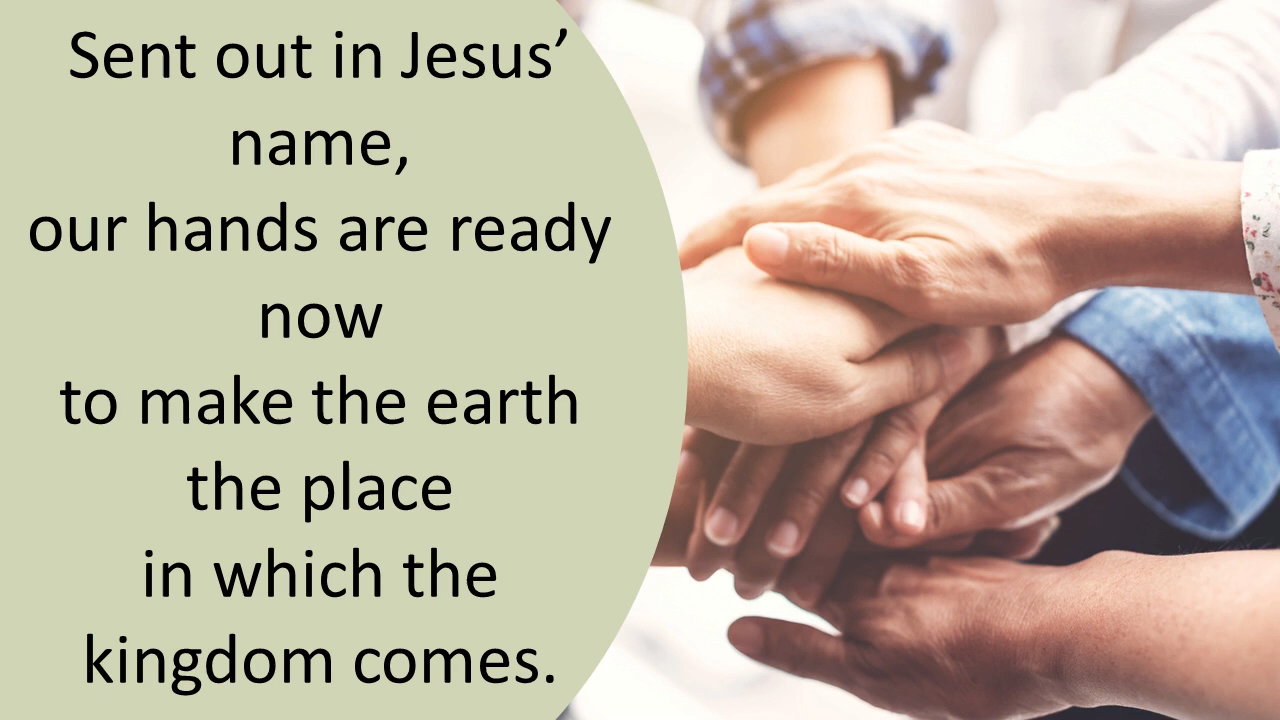 Sent out in Jesus’
name,
our hands are ready
now
to make the earth
the place
in which the
kingdom comes.